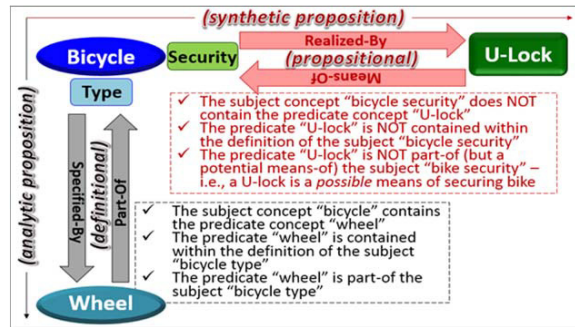 (synthetic proposition)
Bicycle
Security
Realized-By
(propositional)
Means-Of
U-Lock
Type
✓ The subject concept “bicycle security” does NOT
contain the predicate concept “U-lock”
✓ The predicate “U-lock” is NOT contained within
the definition of the subject “bicycle security”
✓ The predicate “U-lock” is NOT part-of (but a
potential means-of) the subject “bike security” –
i.e., a U-lock is a possible means of securing bike
(analytic proposition)
Specified-By
(definitional)
Part-Of
✓ The subject concept “bicycle” contains
the predicate concept “wheel”
✓ The predicate “wheel” is contained
within the definition of the subject
“bicycle type”
✓ The predicate “wheel” is part-of the
subject “bicycle type”
Wheel